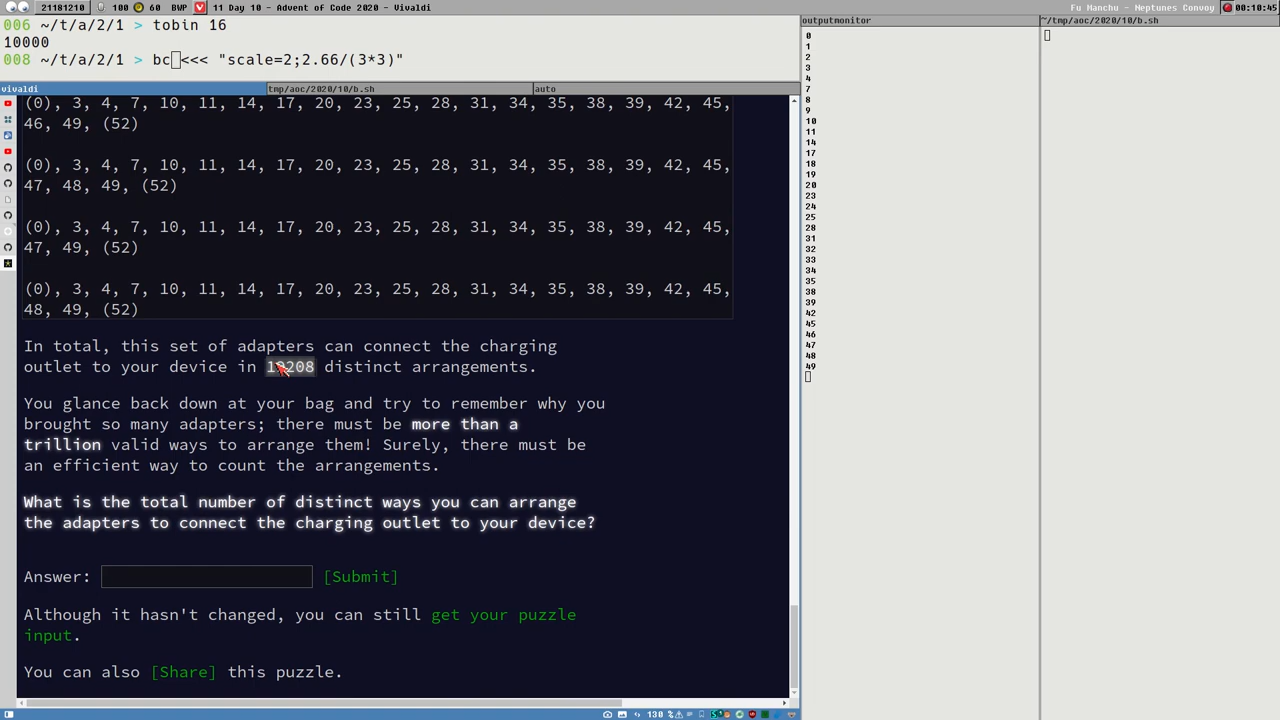 21181210 100 60 BWP 11 Day 10 - Advent of Code 2020 - Vivaldi
Fu Manchu - Neptunes Convoy 00:10:45
006 ~/t/a/2/1 > tobin 16
10000
008 ~/t/a/2/1 > bc <<< "scale=2;2.66/(3*3)"
vivaldi tmp/aoc/2020/10/b.sh auto
(0), 3, 4, 7, 10, 11, 14, 17, 20, 23, 25, 28, 31, 34, 35, 38, 39, 42, 45,
46, 49, (52)
(0), 3, 4, 7, 10, 11, 14, 17, 20, 23, 25, 28, 31, 34, 35, 38, 39, 42, 45,
47, 48, 49, (52)
(0), 3, 4, 7, 10, 11, 14, 17, 20, 23, 25, 28, 31, 34, 35, 38, 39, 42, 45,
47, 49, (52)
(0), 3, 4, 7, 10, 11, 14, 17, 20, 23, 25, 28, 31, 34, 35, 38, 39, 42, 45,
48, 49, (52)
In total, this set of adapters can connect the charging
outlet to your device in 19208 distinct arrangements.
You glance back down at your bag and try to remember why you
brought so many adapters; there must be more than a
trillion valid ways to arrange them! Surely, there must be
an efficient way to count the arrangements.
What is the total number of distinct ways you can arrange
the adapters to connect the charging outlet to your device?
Answer: [Submit]
Although it hasn't changed, you can still get your puzzle
input.
You can also [Share] this puzzle.
130 %
outputmonitor
0
1
2
3
4
7
8
9
10
11
14
17
18
19
20
23
24
25
28
31
32
33
34
35
38
39
42
45
46
47
48
49
~/tmp/aoc/2020/10/b.sh